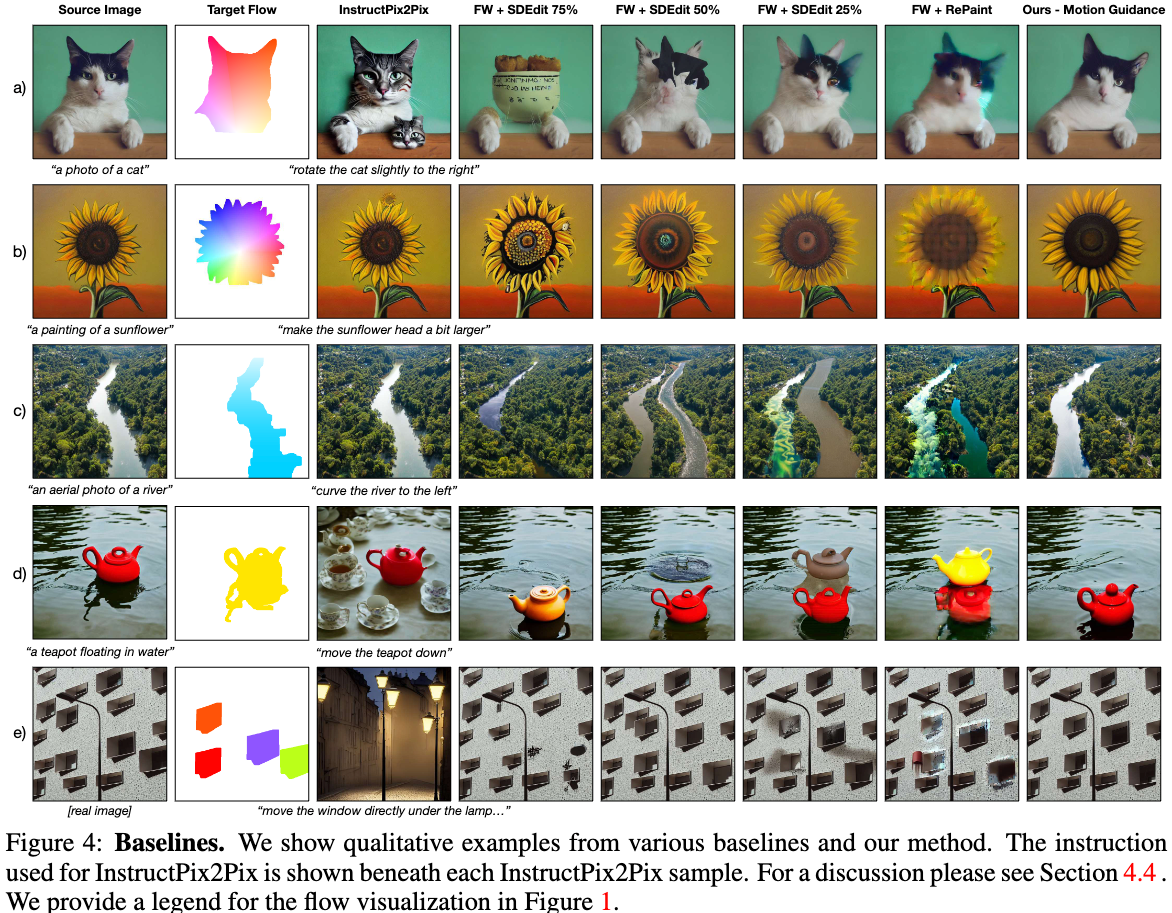 Source Image Target Flow InstructPix2Pix FW + SDEdit 75% FW + SDEdit 50% FW + SDEdit 25% FW + RePaint Ours - Motion Guidance
a)
“a photo of a cat” “rotate the cat slightly to the right”
b)
“a painting of a sunflower” “make the sunflower head a bit larger”
c)
“an aerial photo of a river” “curve the river to the left”
d)
“a teapot floating in water” “move the teapot down”
e)
[real image] “move the window directly under the lamp…”
Figure 4: Baselines. We show qualitative examples from various baselines and our method. The instruction
used for InstructPix2Pix is shown beneath each InstructPix2Pix sample. For a discussion please see Section 4.4 .
We provide a legend for the flow visualization in Figure 1.